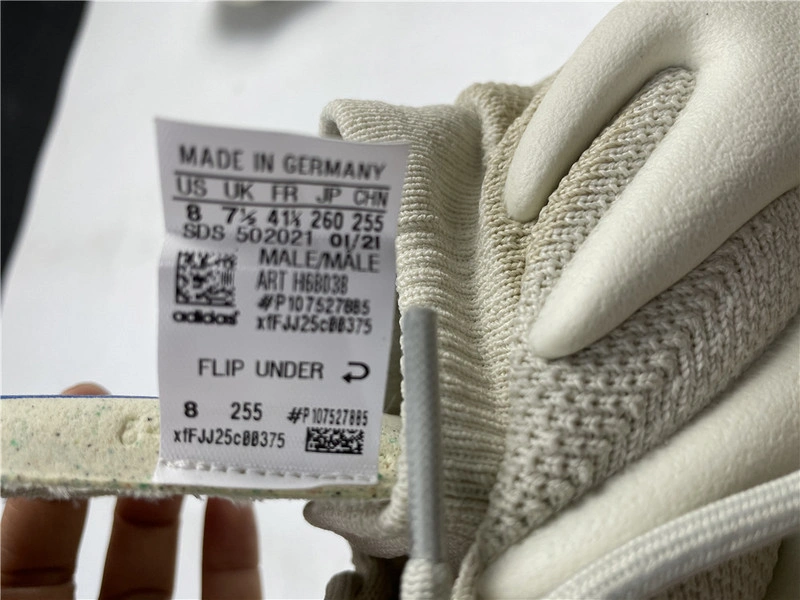 MADE IN GERMANY
US UK FR JP CHN
8 7½ 41⅓ 260 255
SDS 502021 01/21
MALE/MÂLE
ART H68038
#P107527885
xfFJJ25c00375
adidas
FLIP UNDER
8 255 #P107527885
xfFJJ25c00375